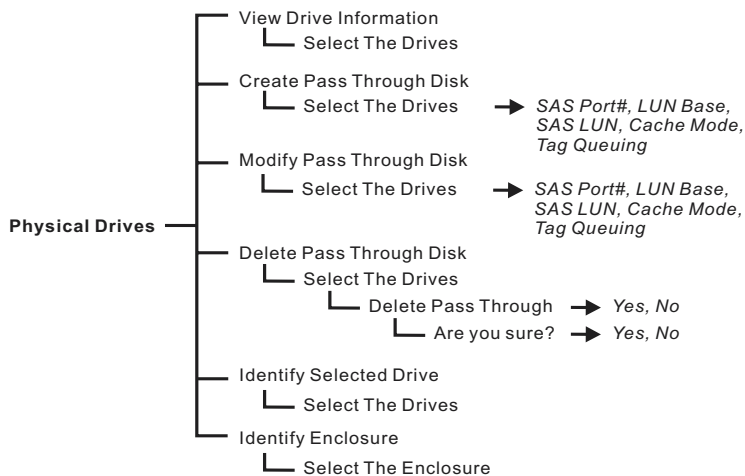 View Drive Information
Select The Drives
Create Pass Through Disk
Select The Drives
SAS Port#, LUN Base,
SAS LUN, Cache Mode,
Tag Queuing
Modify Pass Through Disk
Select The Drives
SAS Port#, LUN Base,
SAS LUN, Cache Mode,
Tag Queuing
Physical Drives
Delete Pass Through Disk
Select The Drives
Delete Pass Through
Yes, No
Are you sure?
Yes, No
Identify Selected Drive
Select The Drives
Identify Enclosure
Select The Enclosure